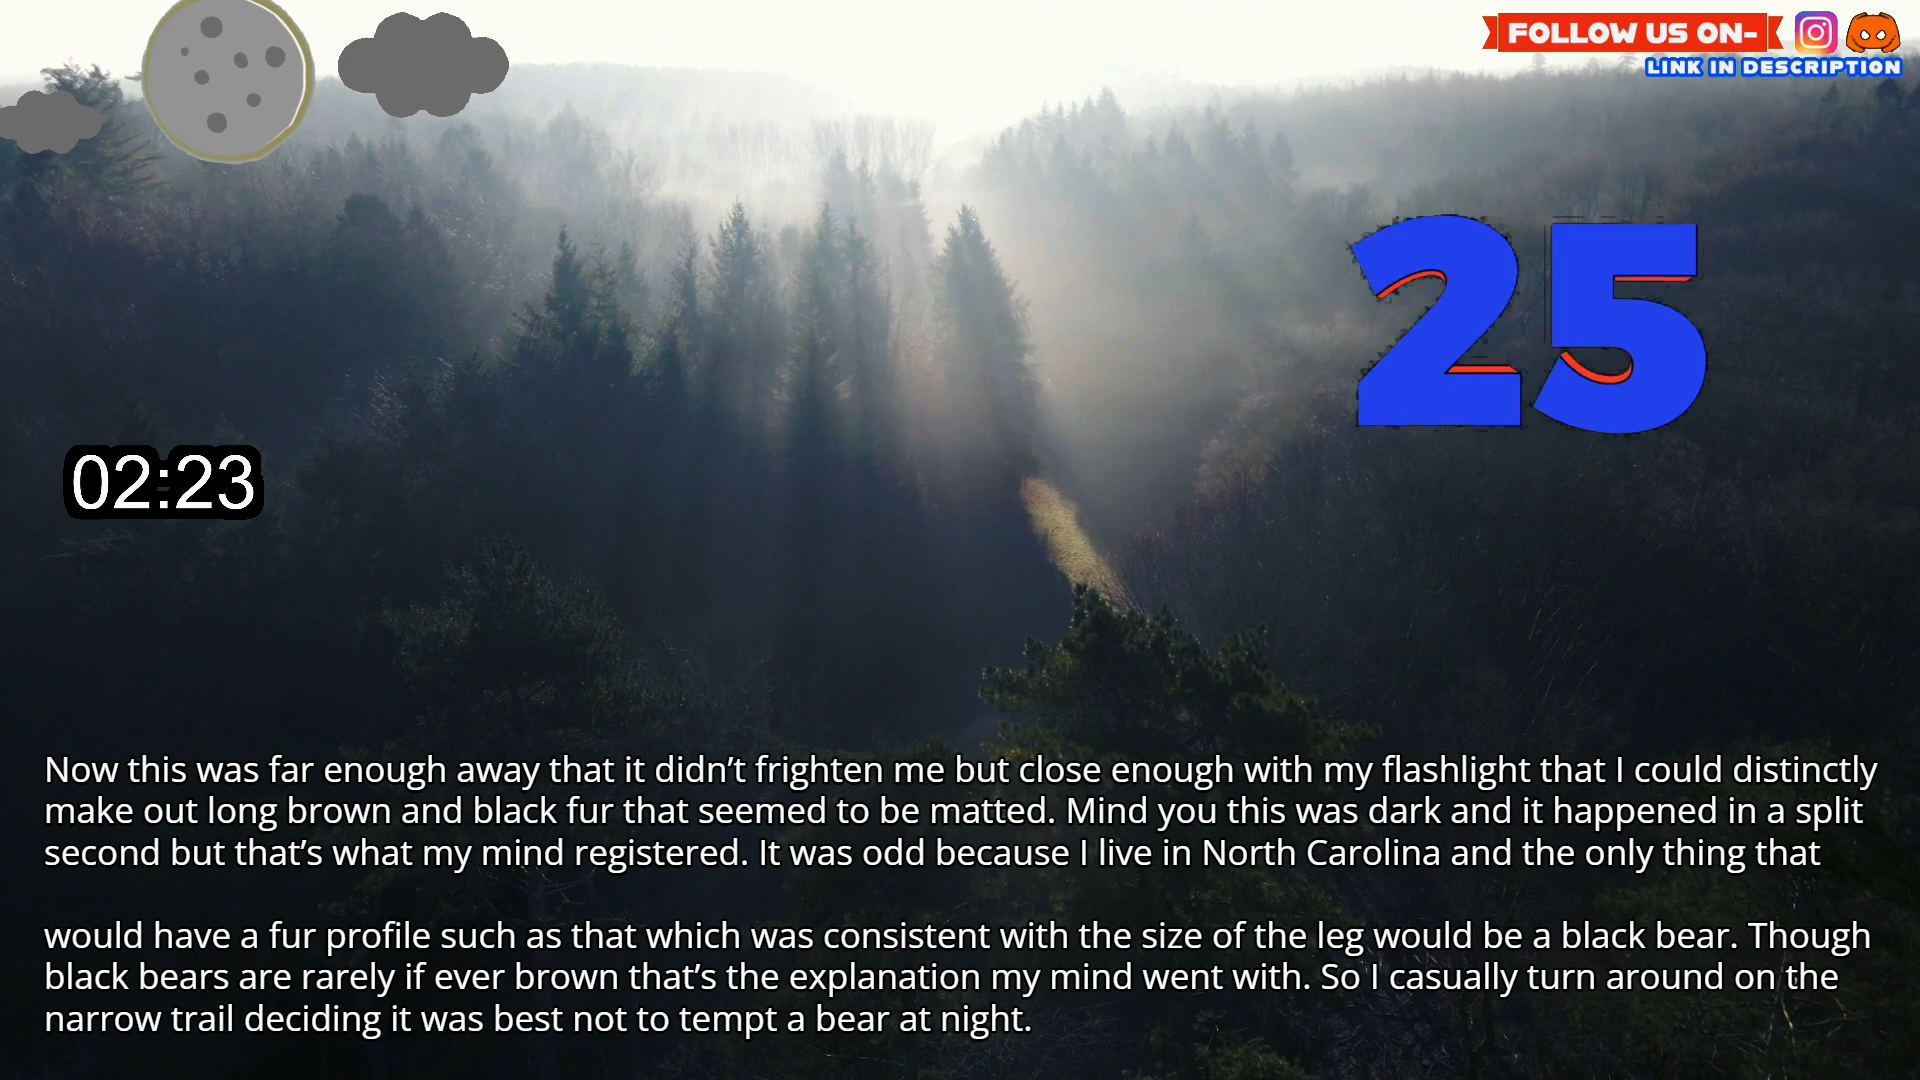 FOLLOW US ON-
LINK IN DESCRIPTION
25
02:23
Now this was far enough away that it didn’t frighten me but close enough with my flashlight that I could distinctly
make out long brown and black fur that seemed to be matted. Mind you this was dark and it happened in a split
second but that’s what my mind registered. It was odd because I live in North Carolina and the only thing that
would have a fur profile such as that which was consistent with the size of the leg would be a black bear. Though
black bears are rarely if ever brown that’s the explanation my mind went with. So I casually turn around on the
narrow trail deciding it was best not to tempt a bear at night.